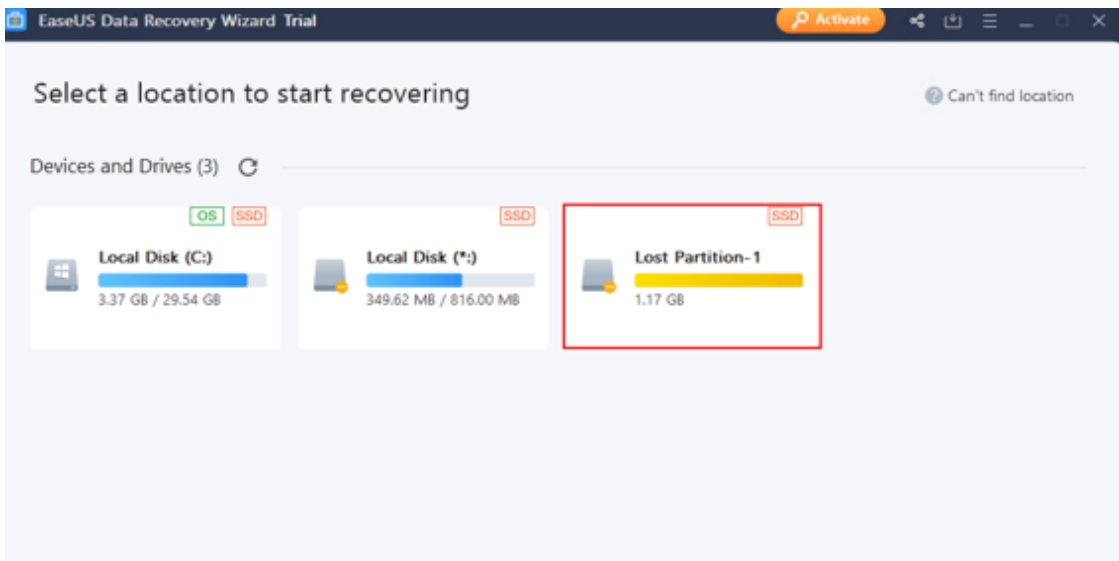 EaseUS Data Recovery Wizard Trial Activate
Select a location to start recovering
Can't find location
Devices and Drives (3)
OS SSD
Local Disk (C:)
3.37 GB / 29.54 GB
SSD
Local Disk (*:)
349.62 MB / 816.00 MB
SSD
Lost Partition-1
1.17 GB